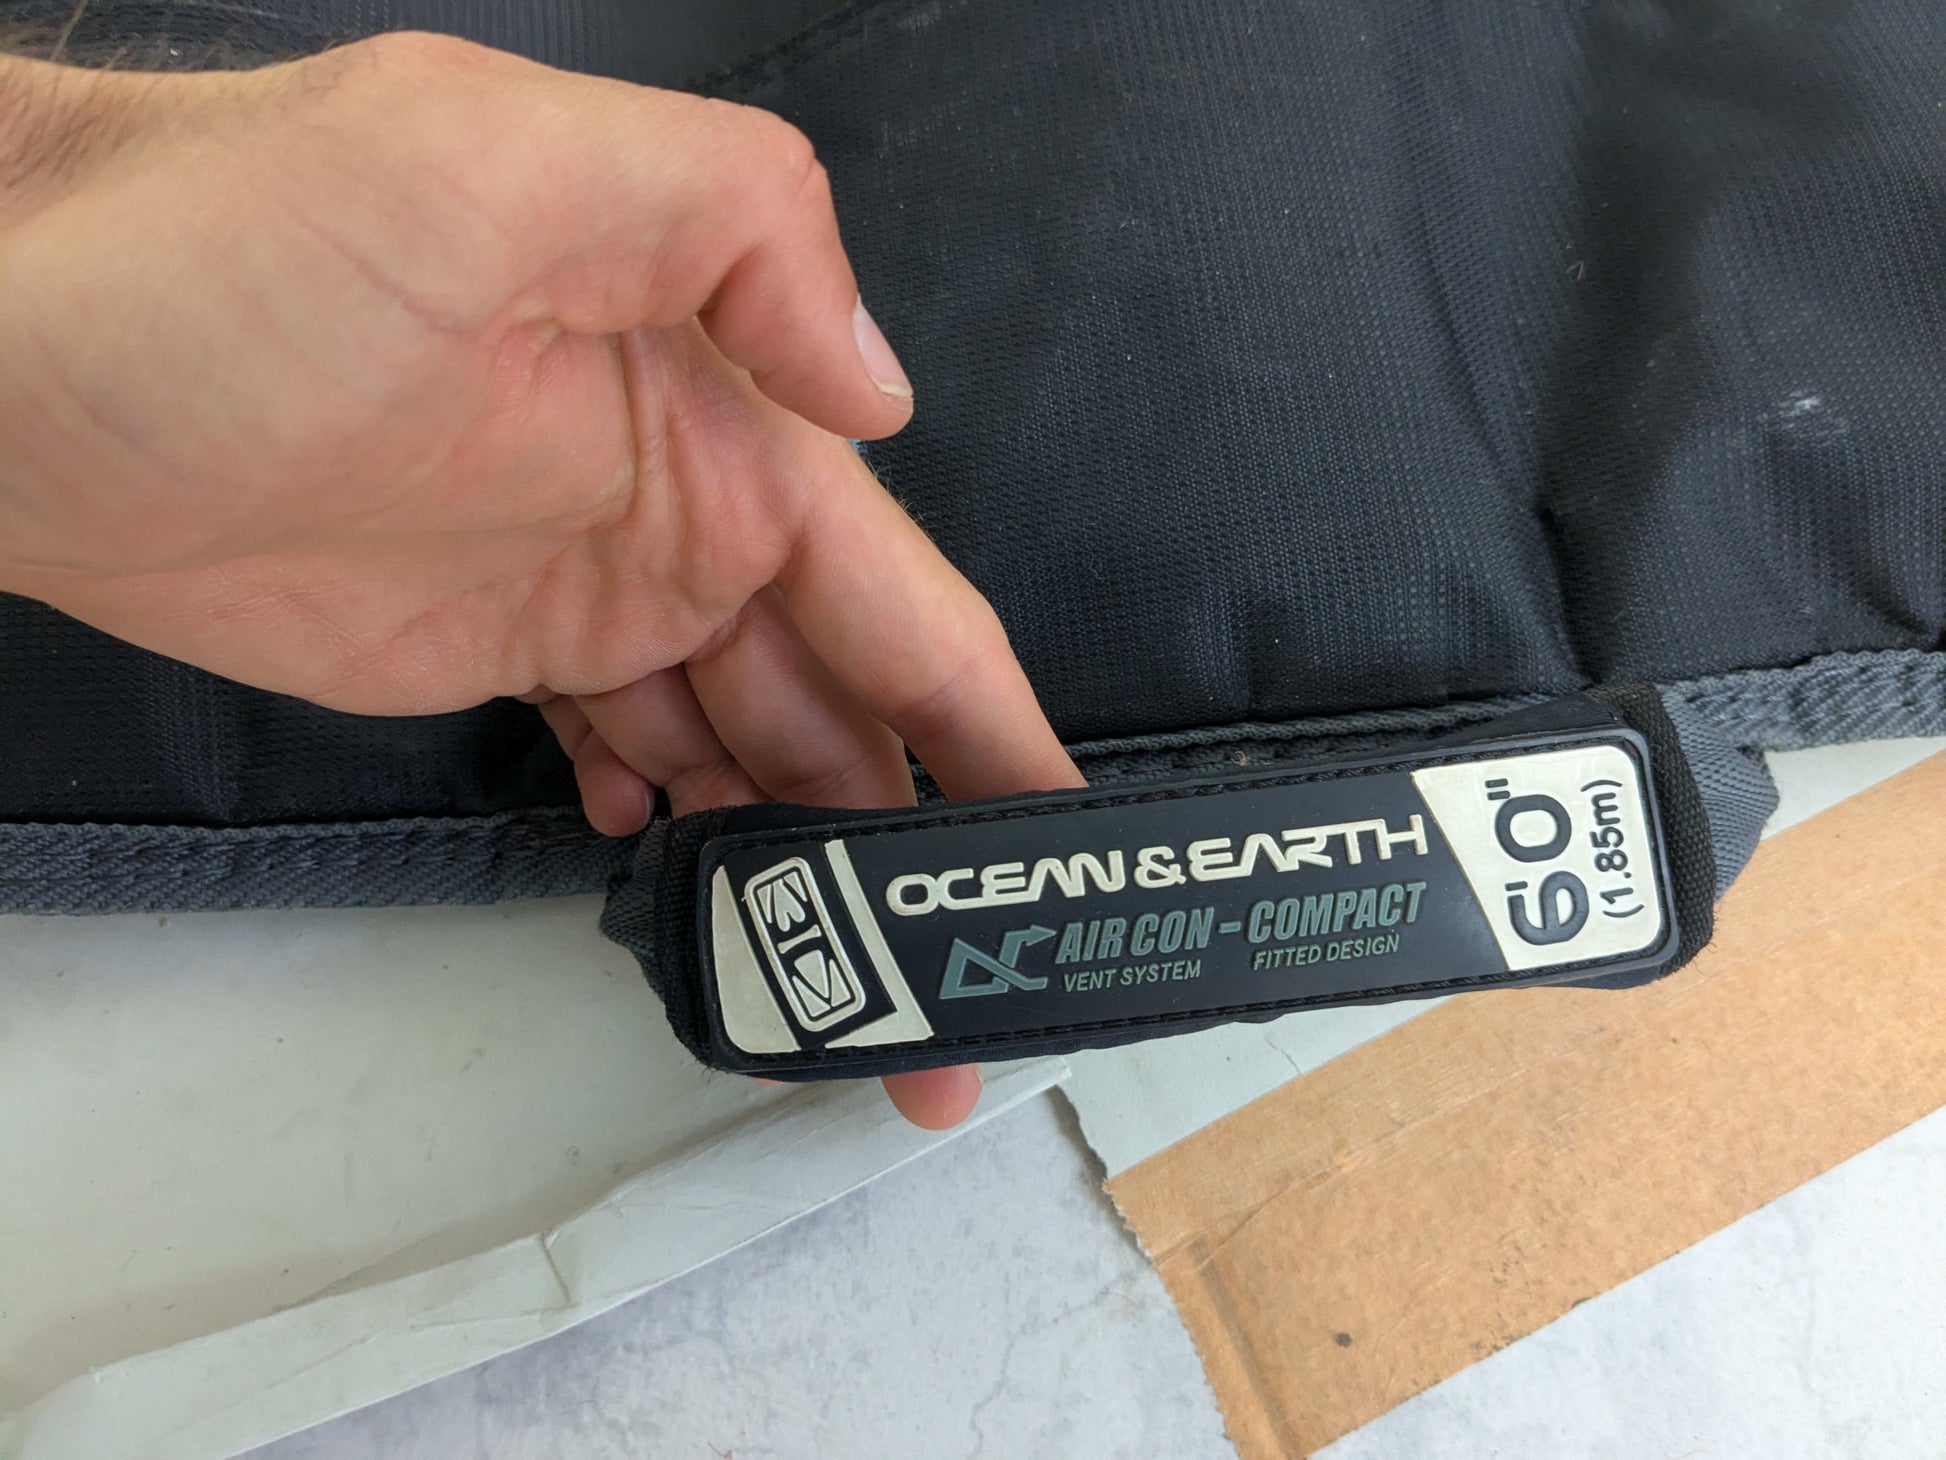 OCEAN & EARTH
AIR CON - COMPACT
VENT SYSTEM FITTED DESIGN
6'0"
(1.85m)